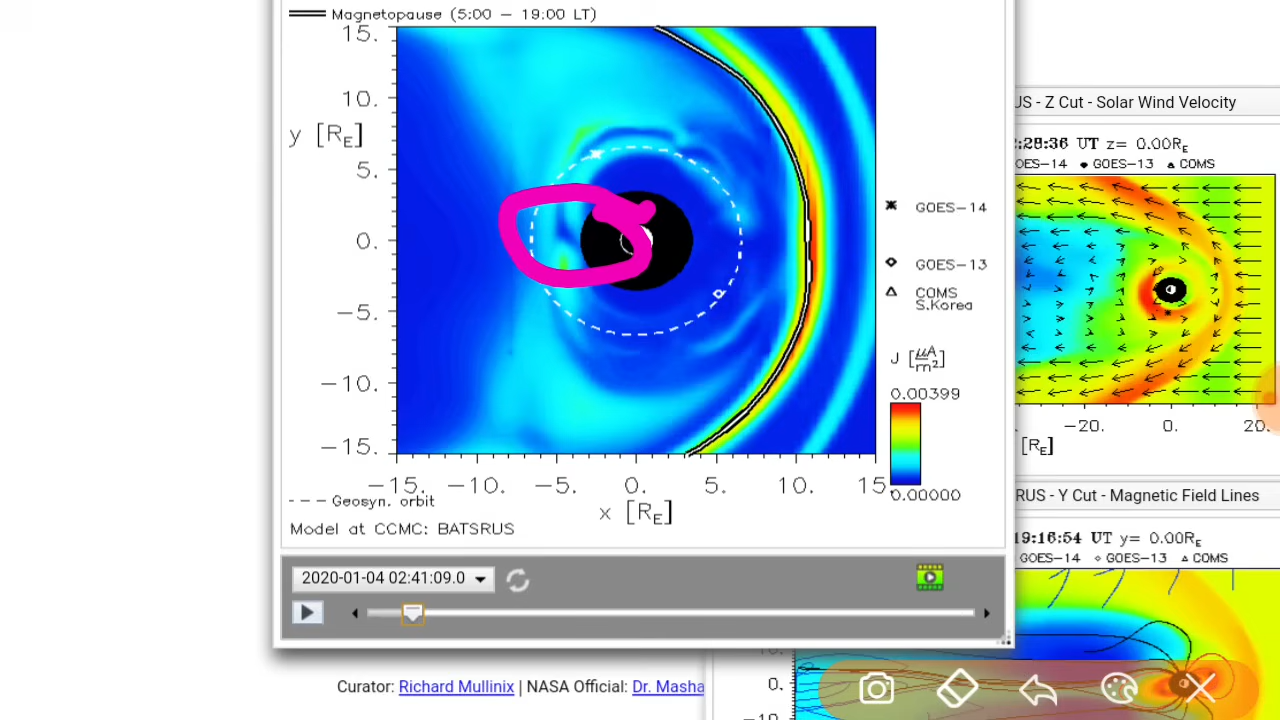 Magnetopause (5:00 – 19:00 LT)
15.
10.
y [RE]
5.
0.
−5.
−10.
−15.
−15. −10. −5. 0. 5. 10. 15.
x [RE]
Geosyn. orbit
Model at CCMC: BATSRUS
GOES−14
GOES−13
COMS
S.Korea
J [μA/m²]
0.00399
0.00000
2020-01-04 02:41:09.0
Curator: Richard Mullinix | NASA Official: Dr. Masha
US - Z Cut - Solar Wind Velocity
:28:36 UT z= 0.00RE
OES−14 GOES−13 COMS
−20. 0. 20.
[RE]
RUS - Y Cut - Magnetic Field Lines
19:16:54 UT y= 0.00RE
GOES−14 GOES−13 COMS
0.
−10